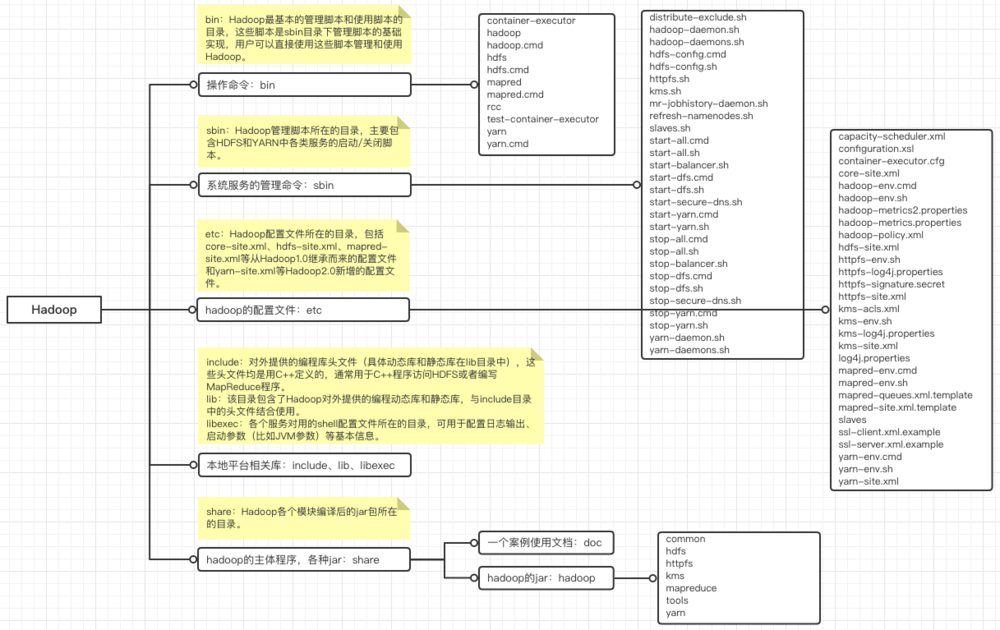 bin：Hadoop最基本的管理脚本和使用脚本的
目录，这些脚本是sbin目录下管理脚本的基础
实现，用户可以直接使用这些脚本管理和使用
Hadoop。
操作命令：bin
container-executor
hadoop
hadoop.cmd
hdfs
hdfs.cmd
mapred
mapred.cmd
rcc
test-container-executor
yarn
yarn.cmd
sbin：Hadoop管理脚本所在的目录，主要包
含HDFS和YARN中各类服务的启动/关闭脚
本。
系统服务的管理命令：sbin
distribute-exclude.sh
hadoop-daemon.sh
hadoop-daemons.sh
hdfs-config.cmd
hdfs-config.sh
httpfs.sh
kms.sh
mr-jobhistory-daemon.sh
refresh-namenodes.sh
slaves.sh
start-all.cmd
start-all.sh
start-balancer.sh
start-dfs.cmd
start-dfs.sh
start-secure-dns.sh
start-yarn.cmd
start-yarn.sh
stop-all.cmd
stop-all.sh
stop-balancer.sh
stop-dfs.cmd
stop-dfs.sh
stop-secure-dns.sh
stop-yarn.cmd
stop-yarn.sh
yarn-daemon.sh
yarn-daemons.sh
etc：Hadoop配置文件所在的目录，包括
core-site.xml、hdfs-site.xml、mapred-
site.xml等从Hadoop1.0继承而来的配置文件
和yarn-site.xml等Hadoop2.0新增的配置文
件。
Hadoop
hadoop的配置文件：etc
capacity-scheduler.xml
configuration.xsl
container-executor.cfg
core-site.xml
hadoop-env.cmd
hadoop-env.sh
hadoop-metrics2.properties
hadoop-metrics.properties
hadoop-policy.xml
hdfs-site.xml
httpfs-env.sh
httpfs-log4j.properties
httpfs-signature.secret
httpfs-site.xml
kms-acls.xml
kms-env.sh
kms-log4j.properties
kms-site.xml
log4j.properties
mapred-env.cmd
mapred-env.sh
mapred-queues.xml.template
mapred-site.xml.template
slaves
ssl-client.xml.example
ssl-server.xml.example
yarn-env.cmd
yarn-env.sh
yarn-site.xml
include：对外提供的编程库头文件（具体动态库和静态库在lib目录中），这
些头文件均是用C++定义的，通常用于C++程序访问HDFS或者编写
MapReduce程序。
lib：该目录包含了Hadoop对外提供的编程动态库和静态库，与include目录
中的头文件结合使用。
libexec：各个服务对用的shell配置文件所在的目录，可用于配置日志输出、
启动参数（比如JVM参数）等基本信息。
本地平台相关库：include、lib、libexec
share：Hadoop各个模块编译后的jar包所在
的目录。
hadoop的主体程序，各种jar：share
一个案例使用文档：doc
hadoop的jar：hadoop
common
hdfs
httpfs
kms
mapreduce
tools
yarn